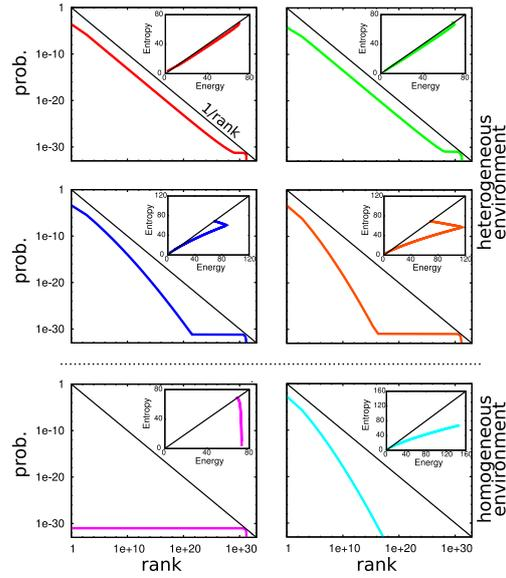 1
1e-10
1e-20
1e-30
prob.
1/rank
Entropy
80
40
0
0 40 80
Energy
Entropy
80
40
0
0 40 80
Energy
heterogeneous
environment
1
1e-10
1e-20
1e-30
prob.
Entropy
120
80
40
0
0 40 80 120
Energy
Entropy
120
80
40
0
0 40 80 120
Energy
1
1e-10
1e-20
1e-30
prob.
Entropy
80
40
0
0 40 80
Energy
Entropy
160
120
80
40
0
0 40 80 120 160
Energy
homogeneous
environment
1 1e+10 1e+20 1e+30
rank
1 1e+10 1e+20 1e+30
rank